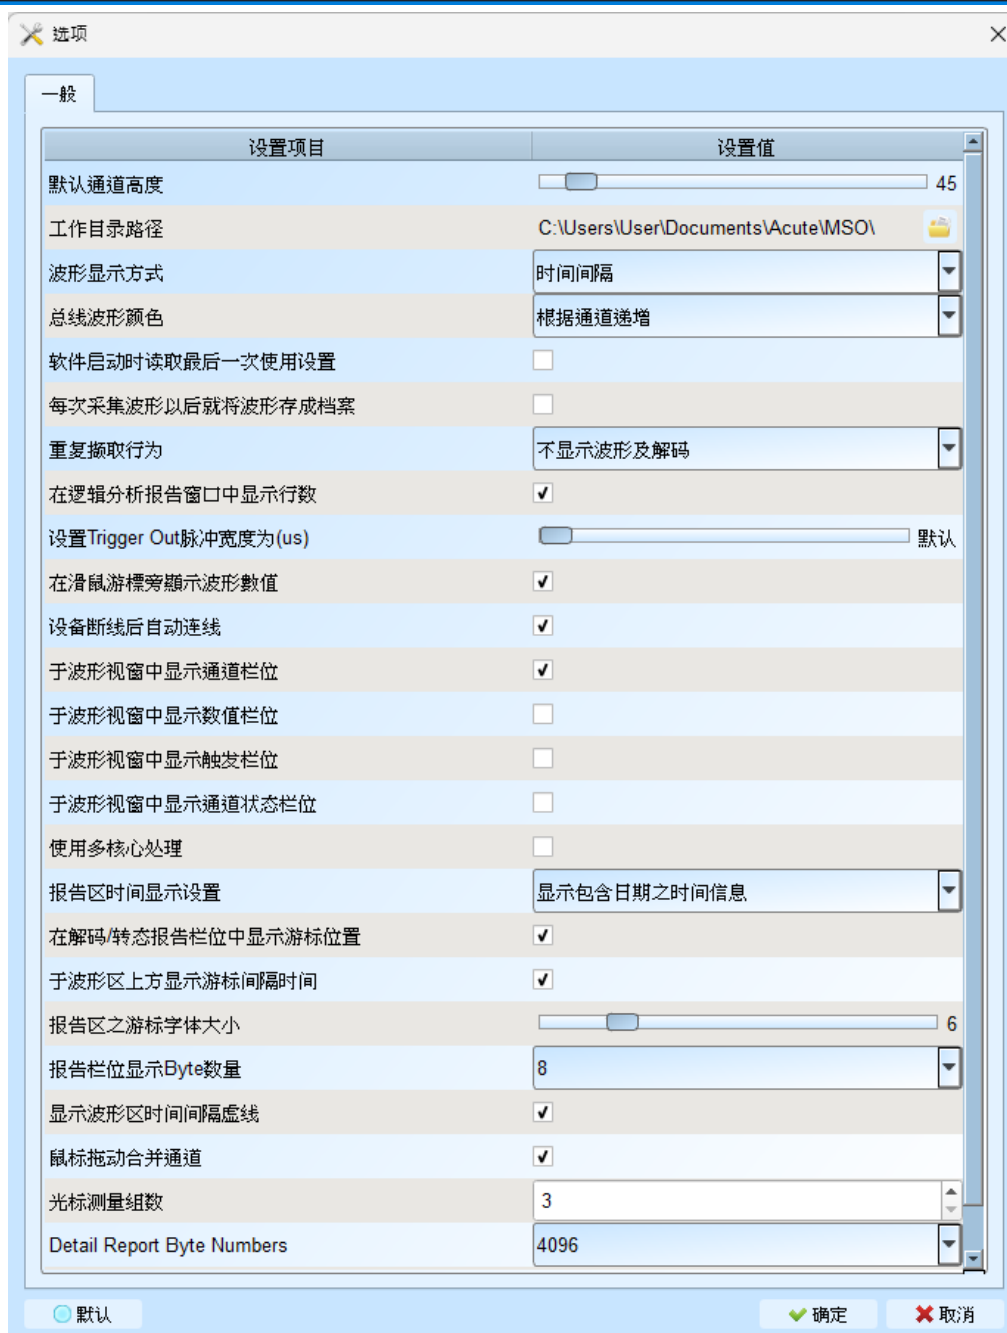 选项
一般
设置项目 设置值
默认通道高度 45
工作目录路径 C:\Users\User\Documents\Acute\MSO\
波形显示方式 时间间隔
总线波形颜色 根据通道递增
软件启动时读取最后一次使用设置
每次采集波形以后就将波形存成档案
重复撷取行为 不显示波形及解码
在逻辑分析报告窗口中显示行数
设置Trigger Out脉冲宽度为(us) 默认
在滑鼠游標旁顯示波形數值
设备断线后自动连线
于波形视窗中显示通道栏位
于波形视窗中显示数值栏位
于波形视窗中显示触发栏位
于波形视窗中显示通道状态栏位
使用多核心处理
报告区时间显示设置 显示包含日期之时间信息
在解码/转态报告栏位中显示游标位置
于波形区上方显示游标间隔时间
报告区之游标字体大小 6
报告栏位显示Byte数量 8
显示波形区时间间隔虚线
鼠标拖动合并通道
光标测量组数 3
Detail Report Byte Numbers 4096
默认 确定 取消